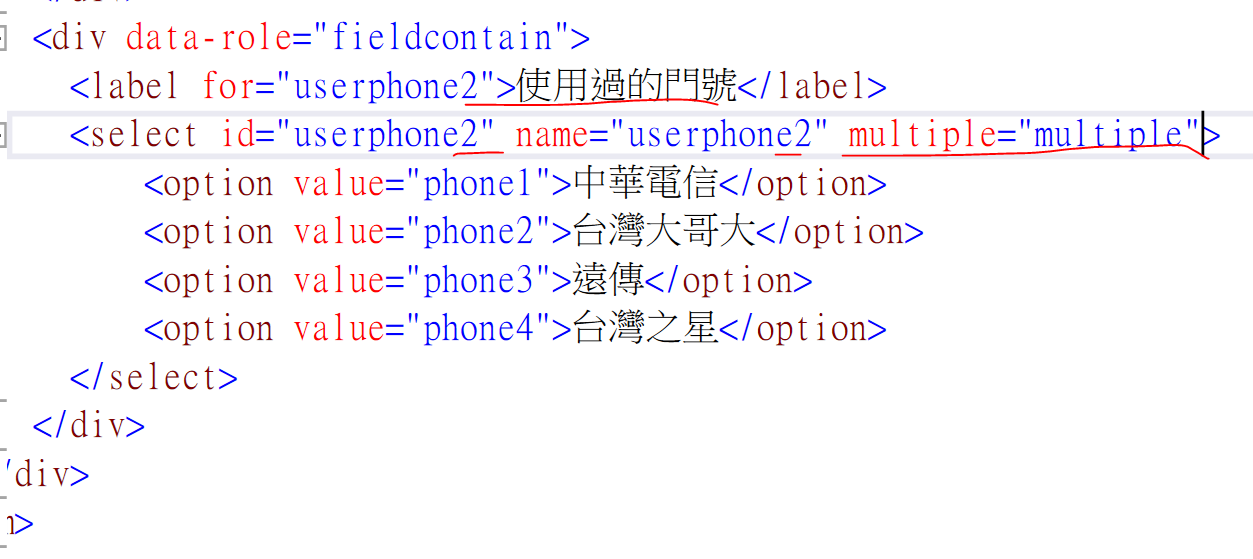 <div data-role="fieldcontain">
<label for="userphone2">使用過的門號</label>
<select id="userphone2" name="userphone2" multiple="multiple">
<option value="phone1">中華電信</option>
<option value="phone2">台灣大哥大</option>
<option value="phone3">遠傳</option>
<option value="phone4">台灣之星</option>
</select>
</div>
/div>
>